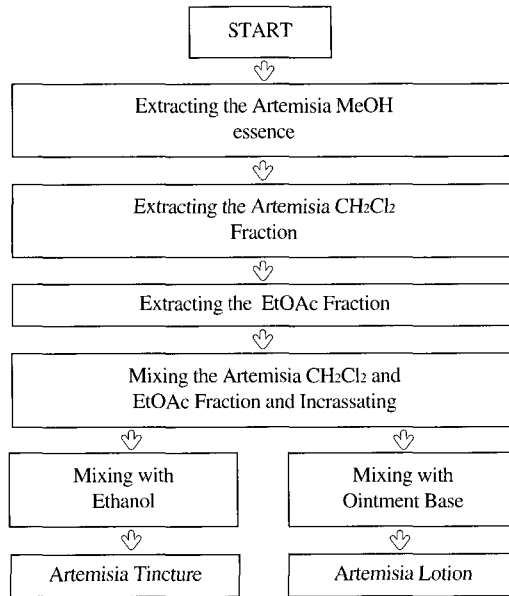 START
Extracting the Artemisia MeOH
essence
Extracting the Artemisia CH₂Cl₂
Fraction
Extracting the EtOAc Fraction
Mixing the Artemisia CH₂Cl₂ and
EtOAc Fraction and Incrassating
Mixing with
Ethanol
Mixing with
Ointment Base
Artemisia Tincture
Artemisia Lotion